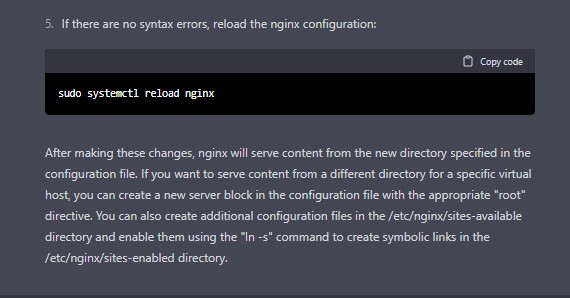 5. If there are no syntax errors, reload the nginx configuration:
Copy code
sudo systemctl reload nginx
After making these changes, nginx will serve content from the new directory specified in the
configuration file. If you want to serve content from a different directory for a specific virtual
host, you can create a new server block in the configuration file with the appropriate "root"
directive. You can also create additional configuration files in the /etc/nginx/sites-available
directory and enable them using the "ln -s" command to create symbolic links in the
/etc/nginx/sites-enabled directory.